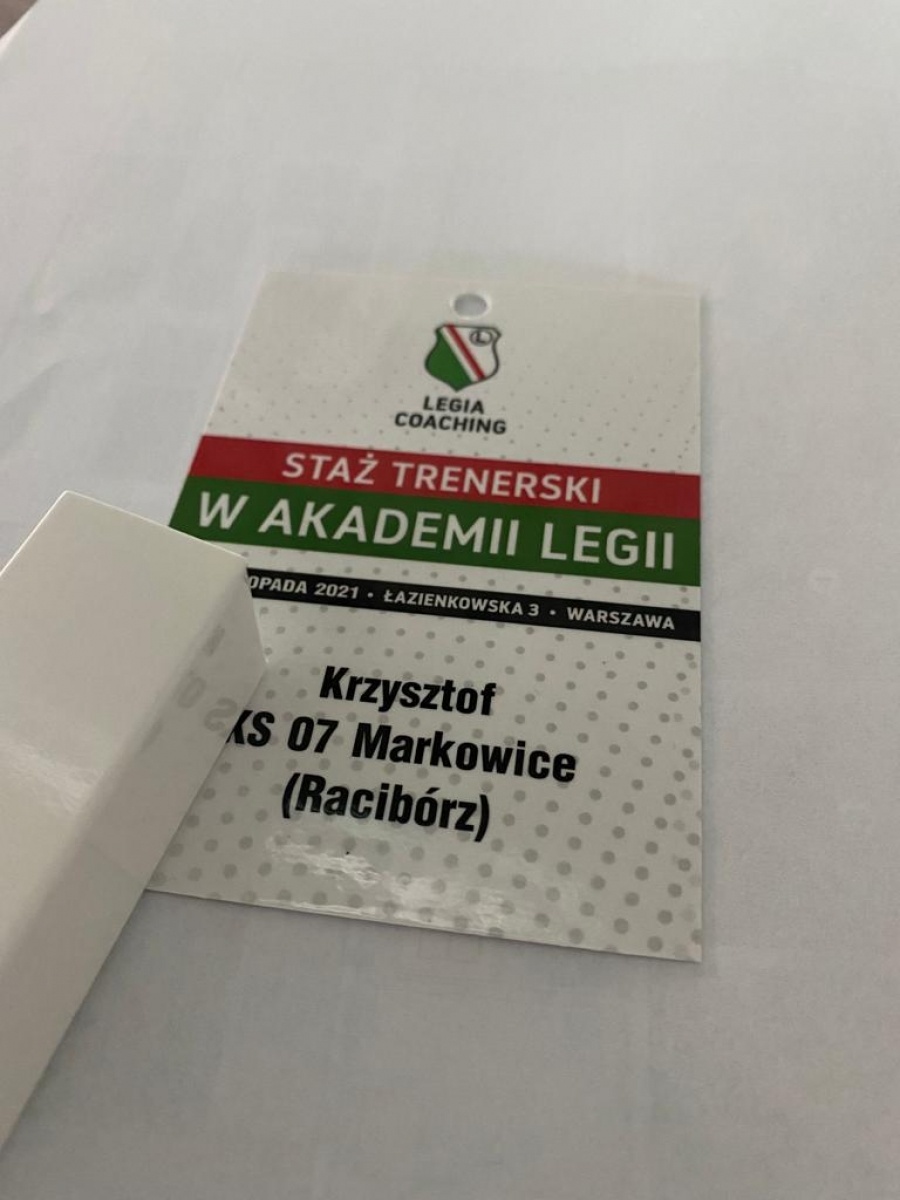 LEGIA
COACHING
STAŻ TRENERSKI
W AKADEMII LEGII
OPADA 2021 • ŁAZIENKOWSKA 3 • WARSZAWA
Krzysztof
KS 07 Markowice
(Racibórz)